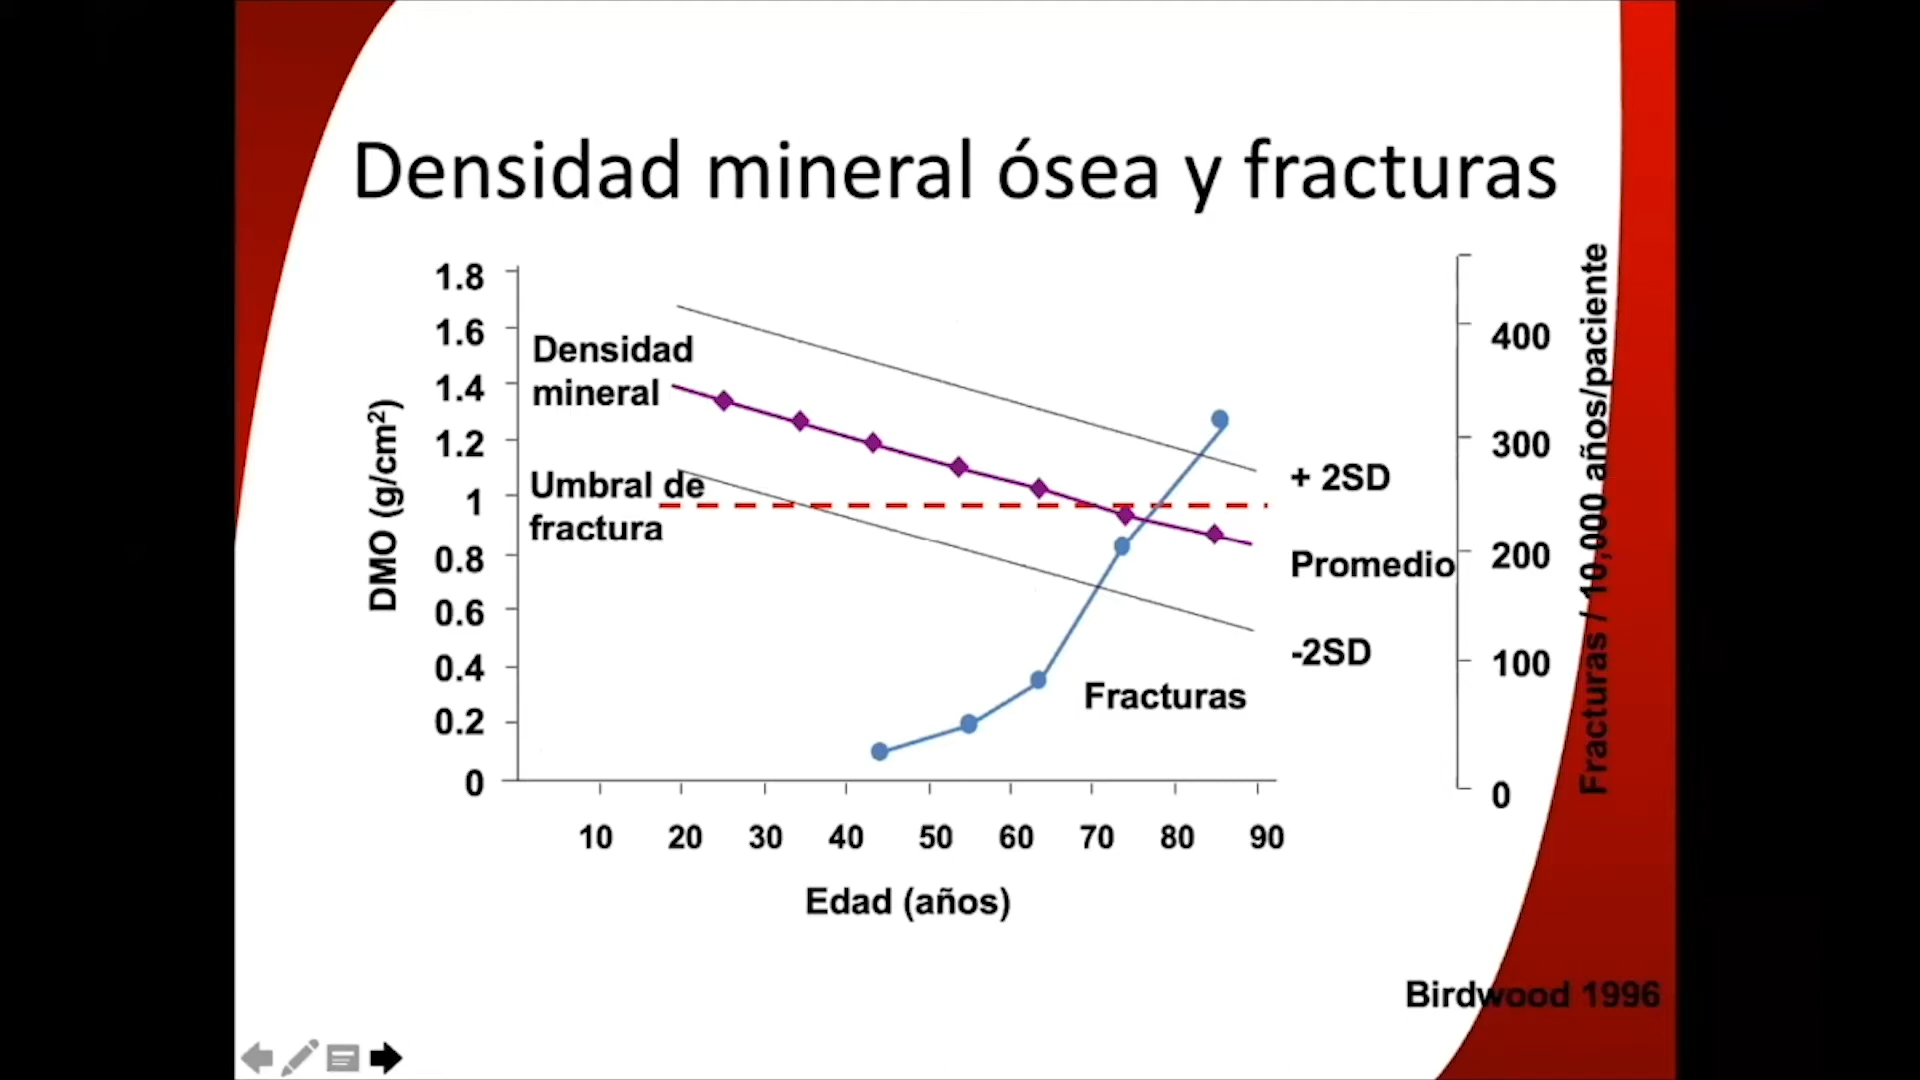 Densidad mineral ósea y fracturas
1.8
1.6
1.4
1.2
1
0.8
0.6
0.4
0.2
0
DMO (g/cm²)
Densidad
mineral
Umbral de
fractura
+ 2SD
Promedio
-2SD
Fracturas
400
300
200
100
0
Fracturas / 10,000 años/paciente
10 20 30 40 50 60 70 80 90
Edad (años)
Birdwood 1996